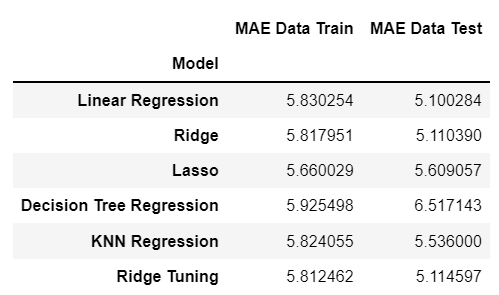 MAE Data Train MAE Data Test
Model
Linear Regression 5.830254 5.100284
Ridge 5.817951 5.110390
Lasso 5.660029 5.609057
Decision Tree Regression 5.925498 6.517143
KNN Regression 5.824055 5.536000
Ridge Tuning 5.812462 5.114597